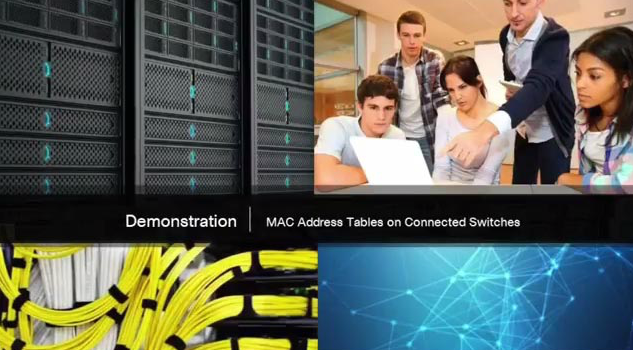 Demonstration | MAC Address Tables on Connected Switches